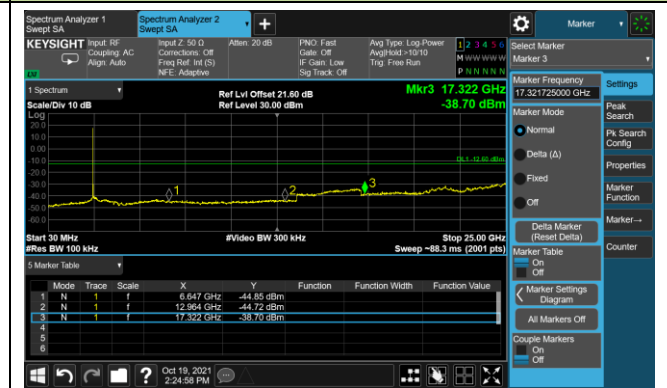 Spectrum Analyzer 1
Swept SA
Spectrum Analyzer 2
Swept SA
Marker
KEYSIGHT
Input: RF
Coupling: AC
Align: Auto
Input Z: 50 Ω
Corrections: Off
Freq Ref: Int (S)
NFE: Adaptive
Atten: 20 dB
PNO: Fast
Gate: Off
IF Gain: Low
Sig Track: Off
Avg Type: Log-Power
Avg|Hold:>10/10
Trig: Free Run
1 2 3 4 5 6
M W W W W W
P N N N N N
LXI
1 Spectrum
Scale/Div 10 dB
Ref Lvl Offset 21.60 dB
Ref Level 30.00 dBm
Mkr3 17.322 GHz
-38.70 dBm
Log
20.0
10.0
0.00
-10.0
-20.0
-30.0
-40.0
-50.0
-60.0
DL1 -12.60 dBm
1
2
3
Start 30 MHz
#Res BW 100 kHz
#Video BW 300 kHz
Stop 25.00 GHz
Sweep ~88.3 ms (2001 pts)
5 Marker Table
Mode Trace Scale X Y Function Function Width Function Value
1 N 1 f 6.647 GHz -44.85 dBm
2 N 1 f 12.964 GHz -44.72 dBm
3 N 1 f 17.322 GHz -38.70 dBm
4
5
6
Oct 19, 2021
2:24:58 PM
Select Marker
Marker 3
Marker Frequency
17.321725000 GHz
Marker Mode
Normal
Delta (Δ)
Fixed
Off
Delta Marker
(Reset Delta)
Marker Table
On
Off
Marker Settings
Diagram
All Markers Off
Couple Markers
On
Off
Settings
Peak
Search
Pk Search
Config
Properties
Marker
Function
Marker→
Counter